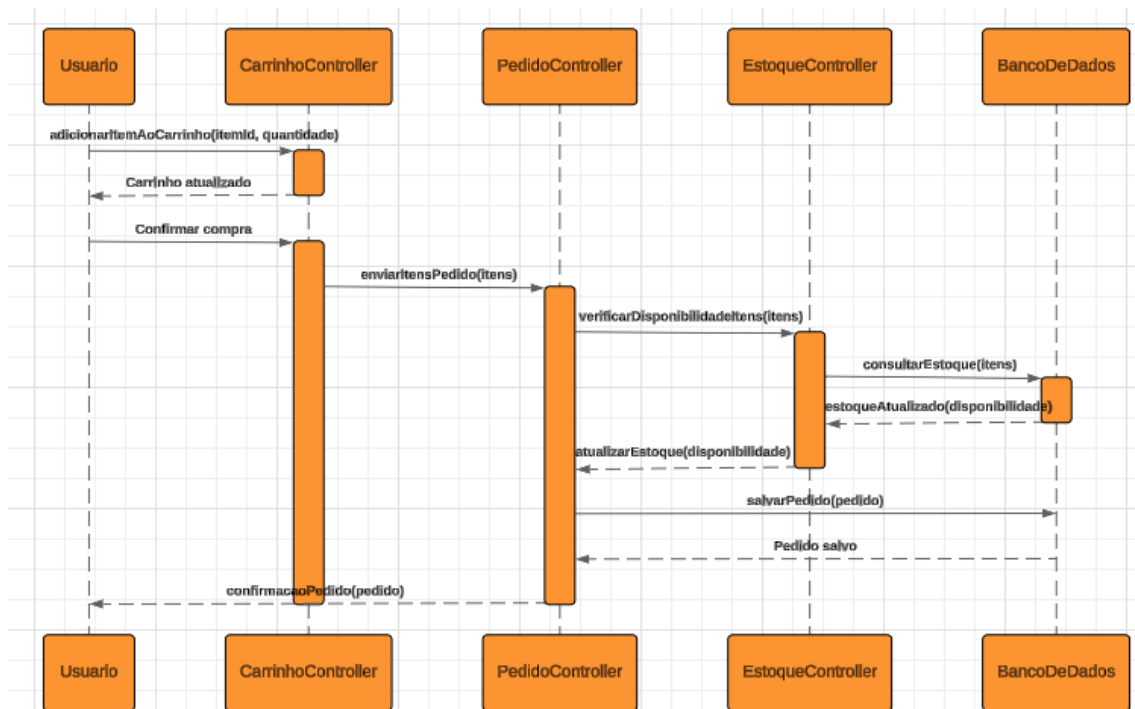 Usuario
CarrinhoController
PedidoController
EstoqueController
BancoDeDados
adicionarItemAoCarrinho(itemId, quantidade)
Carrinho atualizado
Confirmar compra
enviarItensPedido(itens)
verificarDisponibilidadeItens(itens)
consultarEstoque(itens)
estoqueAtualizado(disponibilidade)
atualizarEstoque(disponibilidade)
salvarPedido(pedido)
Pedido salvo
confirmacaoPedido(pedido)
Usuario
CarrinhoController
PedidoController
EstoqueController
BancoDeDados